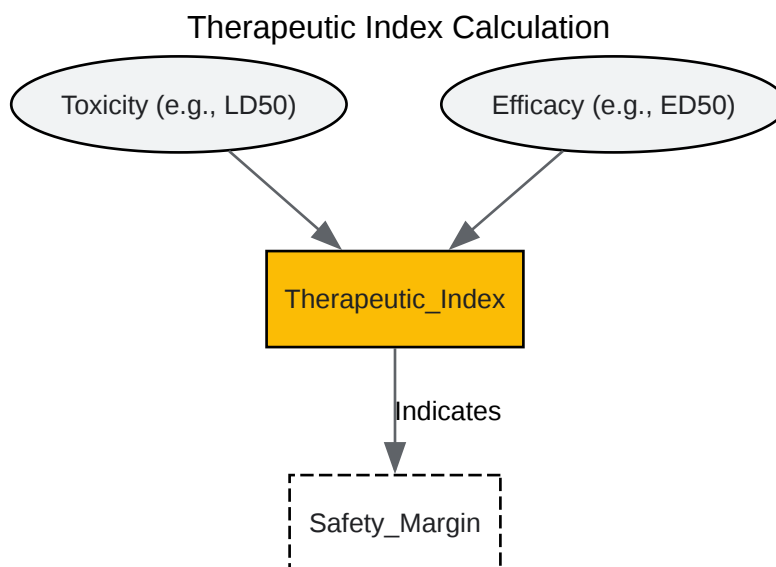 Therapeutic Index Calculation
Toxicity (e.g., LD50)
Efficacy (e.g., ED50)
Therapeutic_Index
Indicates
Safety_Margin